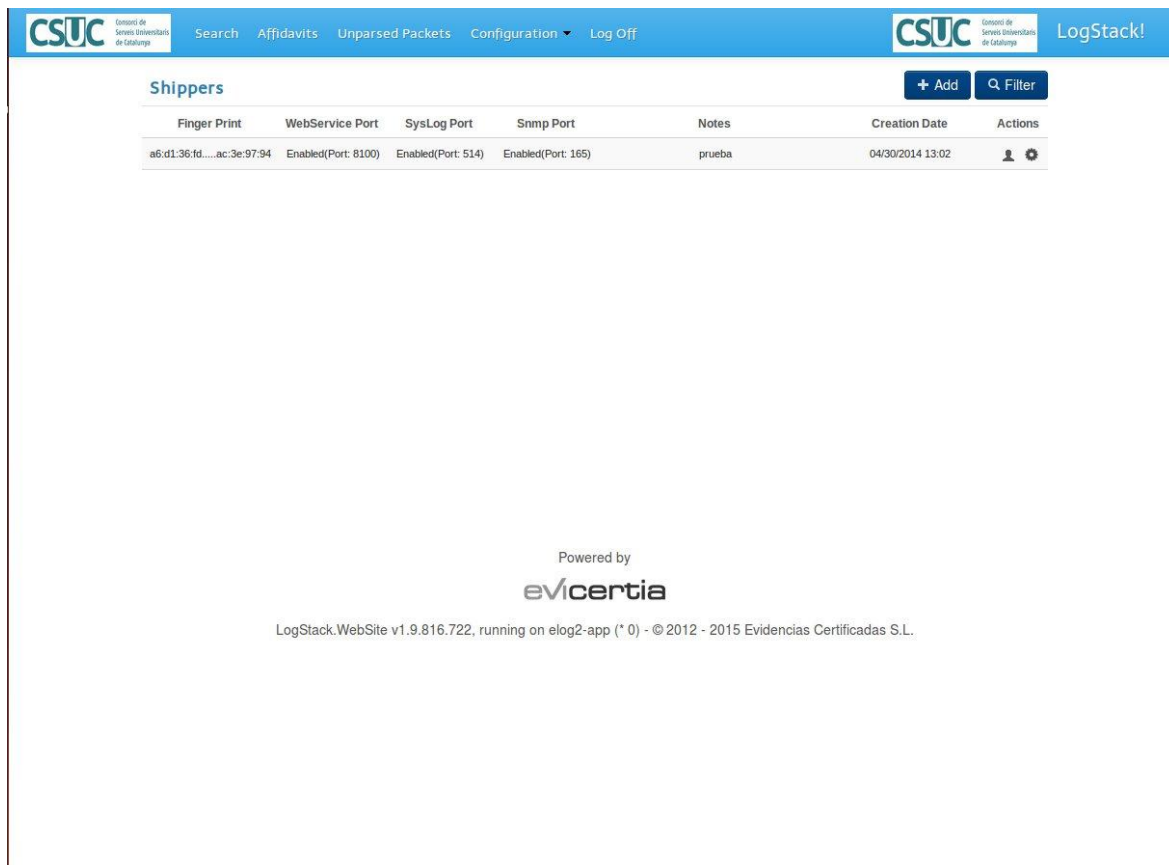 CSUC Consorci de Serveis Universitaris de Catalunya Search Affidavits Unparsed Packets Configuration Log Off CSUC Consorci de Serveis Universitaris de Catalunya LogStack!
Shippers + Add Filter
Finger Print WebService Port SysLog Port Snmp Port Notes Creation Date Actions
a6:d1:36:fd.....ac:3e:97:94 Enabled(Port: 8100) Enabled(Port: 514) Enabled(Port: 165) prueba 04/30/2014 13:02
Powered by
evicertia
LogStack.WebSite v1.9.816.722, running on elog2-app (* 0) - © 2012 - 2015 Evidencias Certificadas S.L.